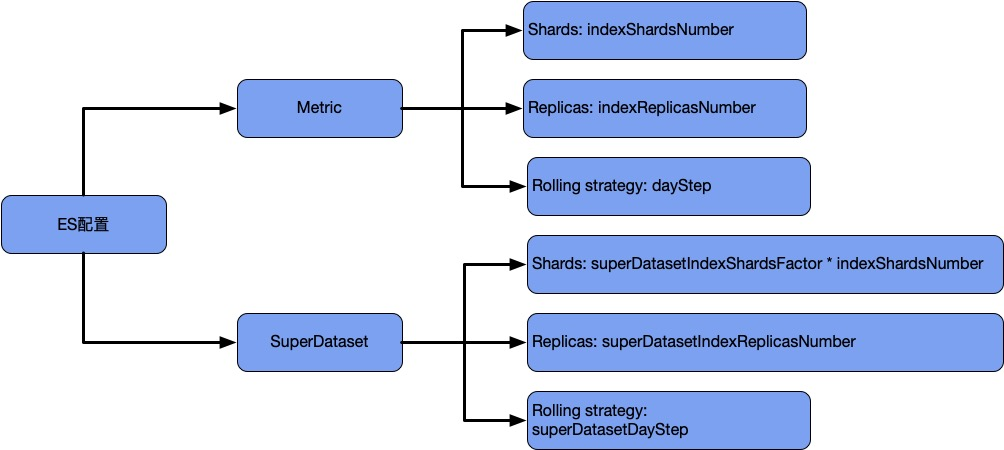 ES配置
Metric
Shards: indexShardsNumber
Replicas: indexReplicasNumber
Rolling strategy: dayStep
SuperDataset
Shards: superDatasetIndexShardsFactor * indexShardsNumber
Replicas: superDatasetIndexReplicasNumber
Rolling strategy:
superDatasetDayStep